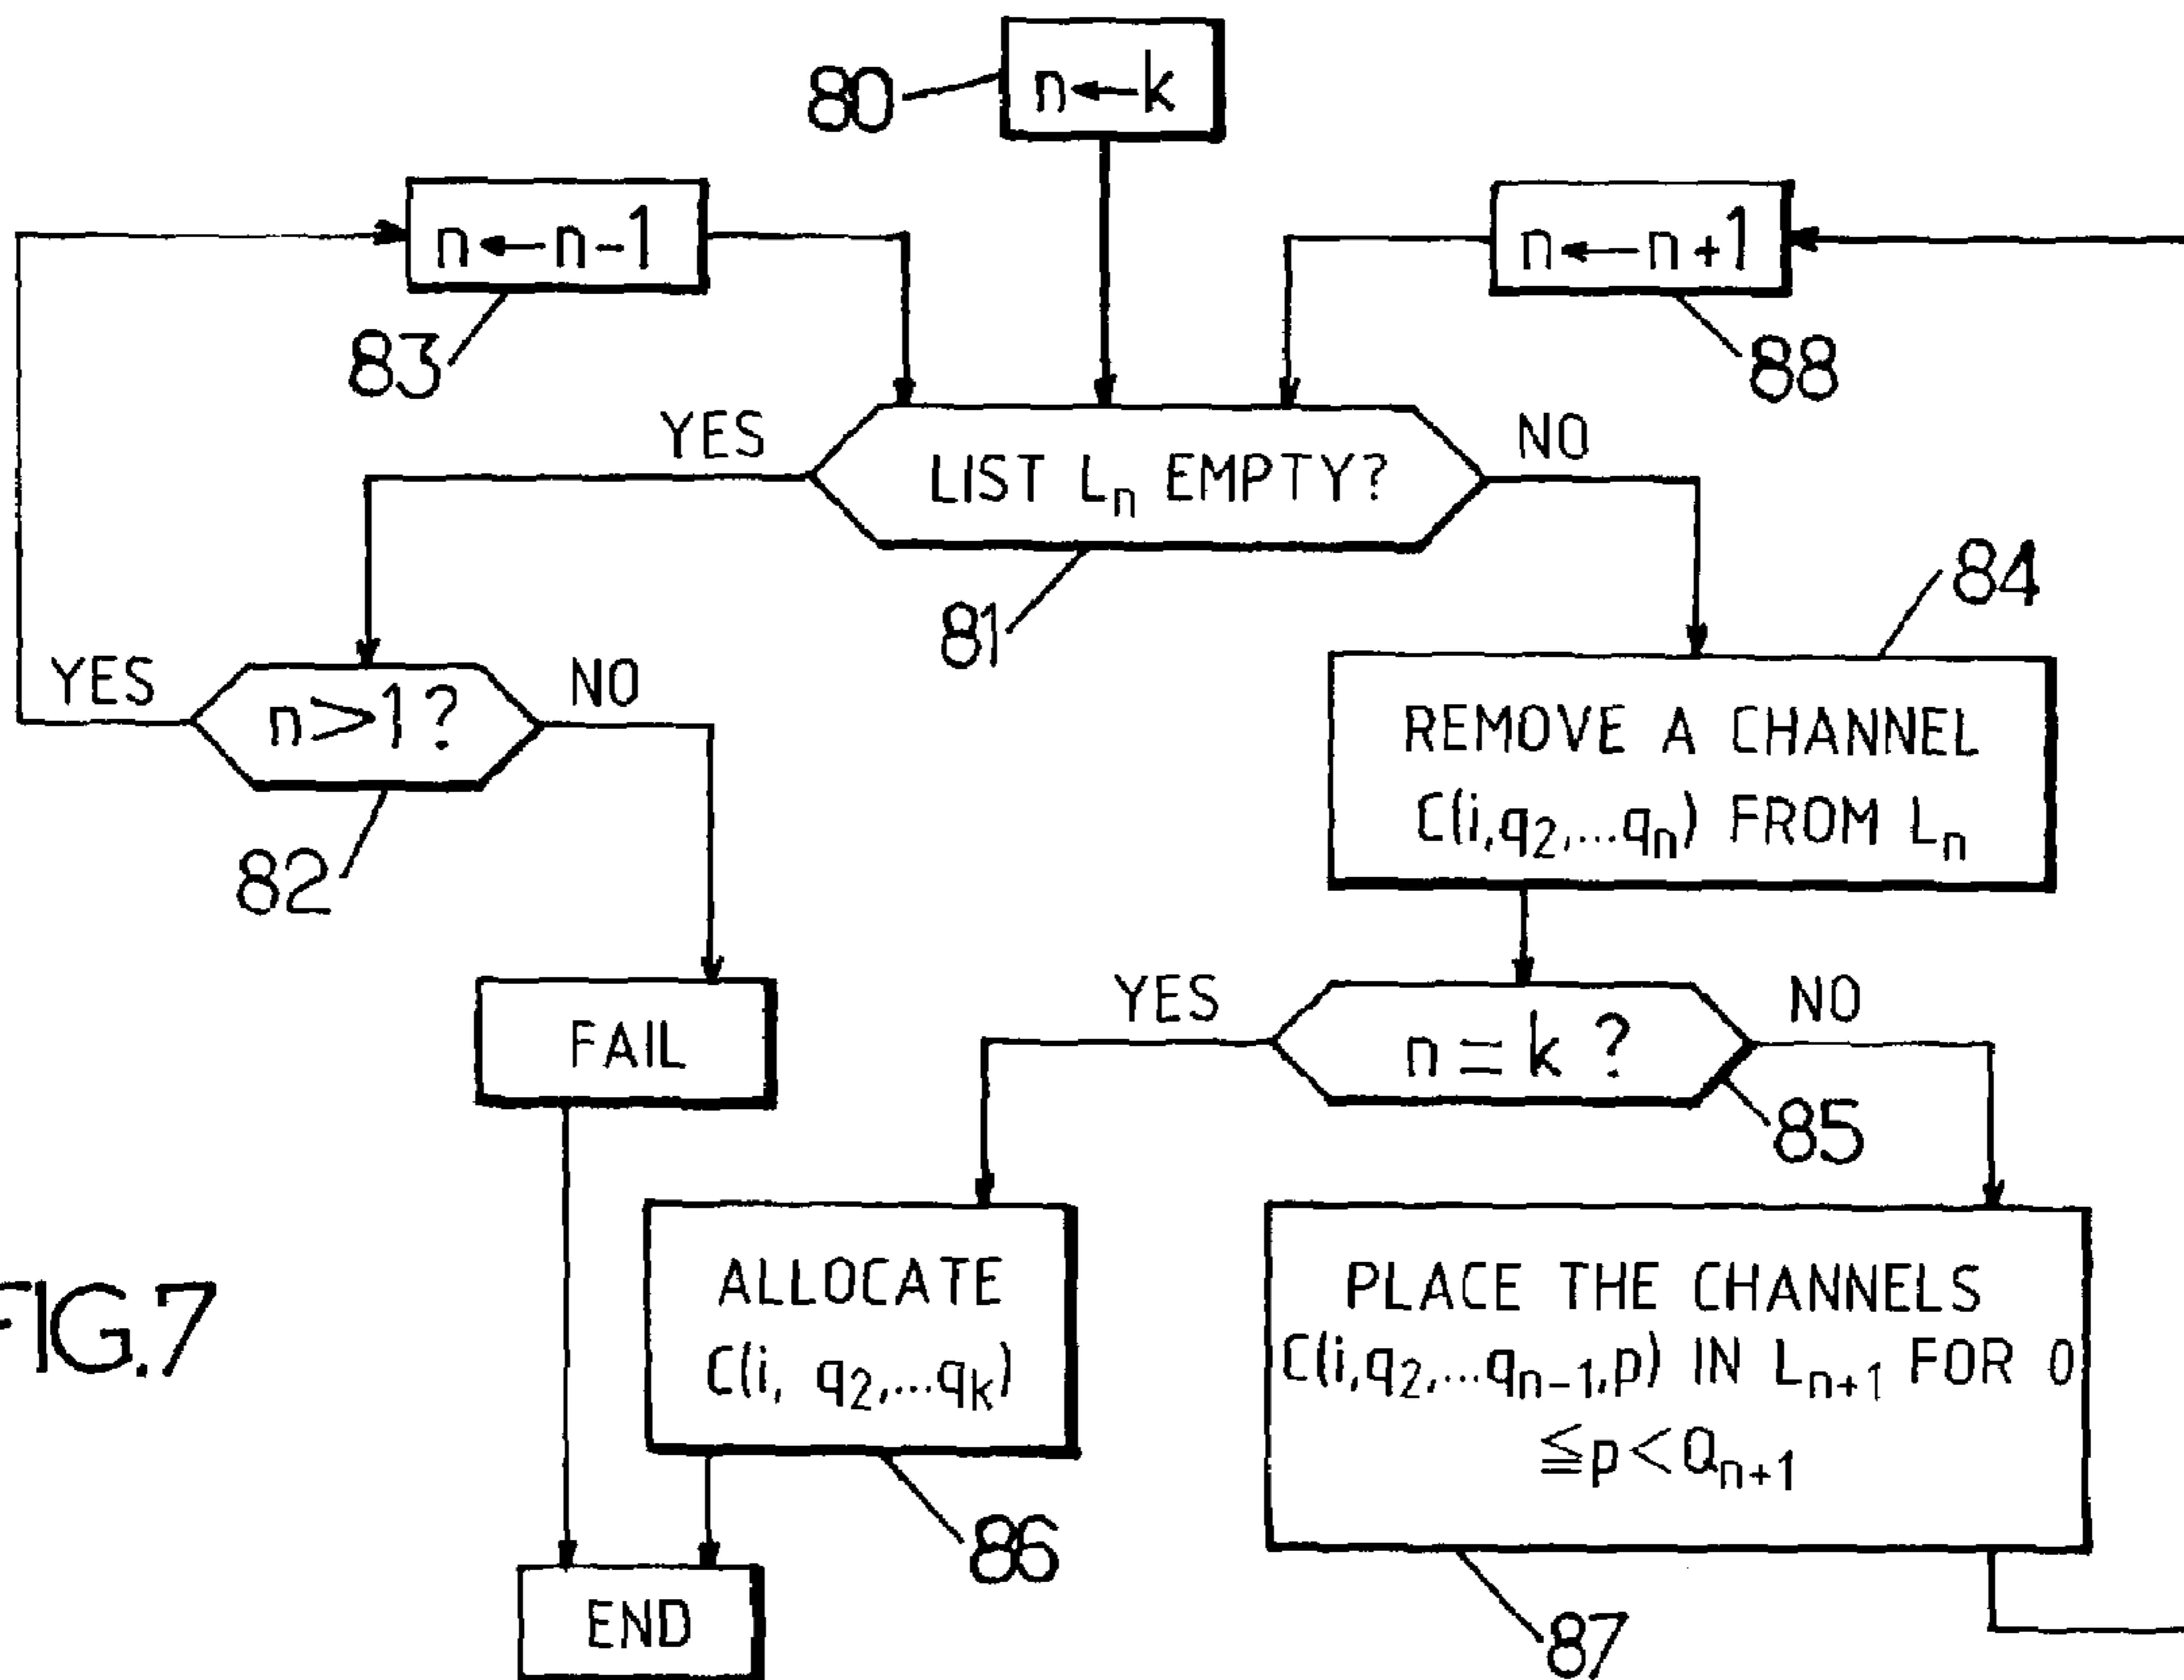 80
n←k
n←n-1
n←n+1
83
88
YES
LIST Lₙ EMPTY?
NO
81
84
YES
n>1?
NO
82
REMOVE A CHANNEL
C(i,q₂,...qₙ) FROM Lₙ
FAIL
YES
n = k ?
NO
85
ALLOCATE
C(i, q₂,...qₖ)
PLACE THE CHANNELS
C(i,q₂,...qₙ₋₁,p) IN Lₙ₊₁ FOR 0
≦p<Qₙ₊₁
FIG.7
86
END
87